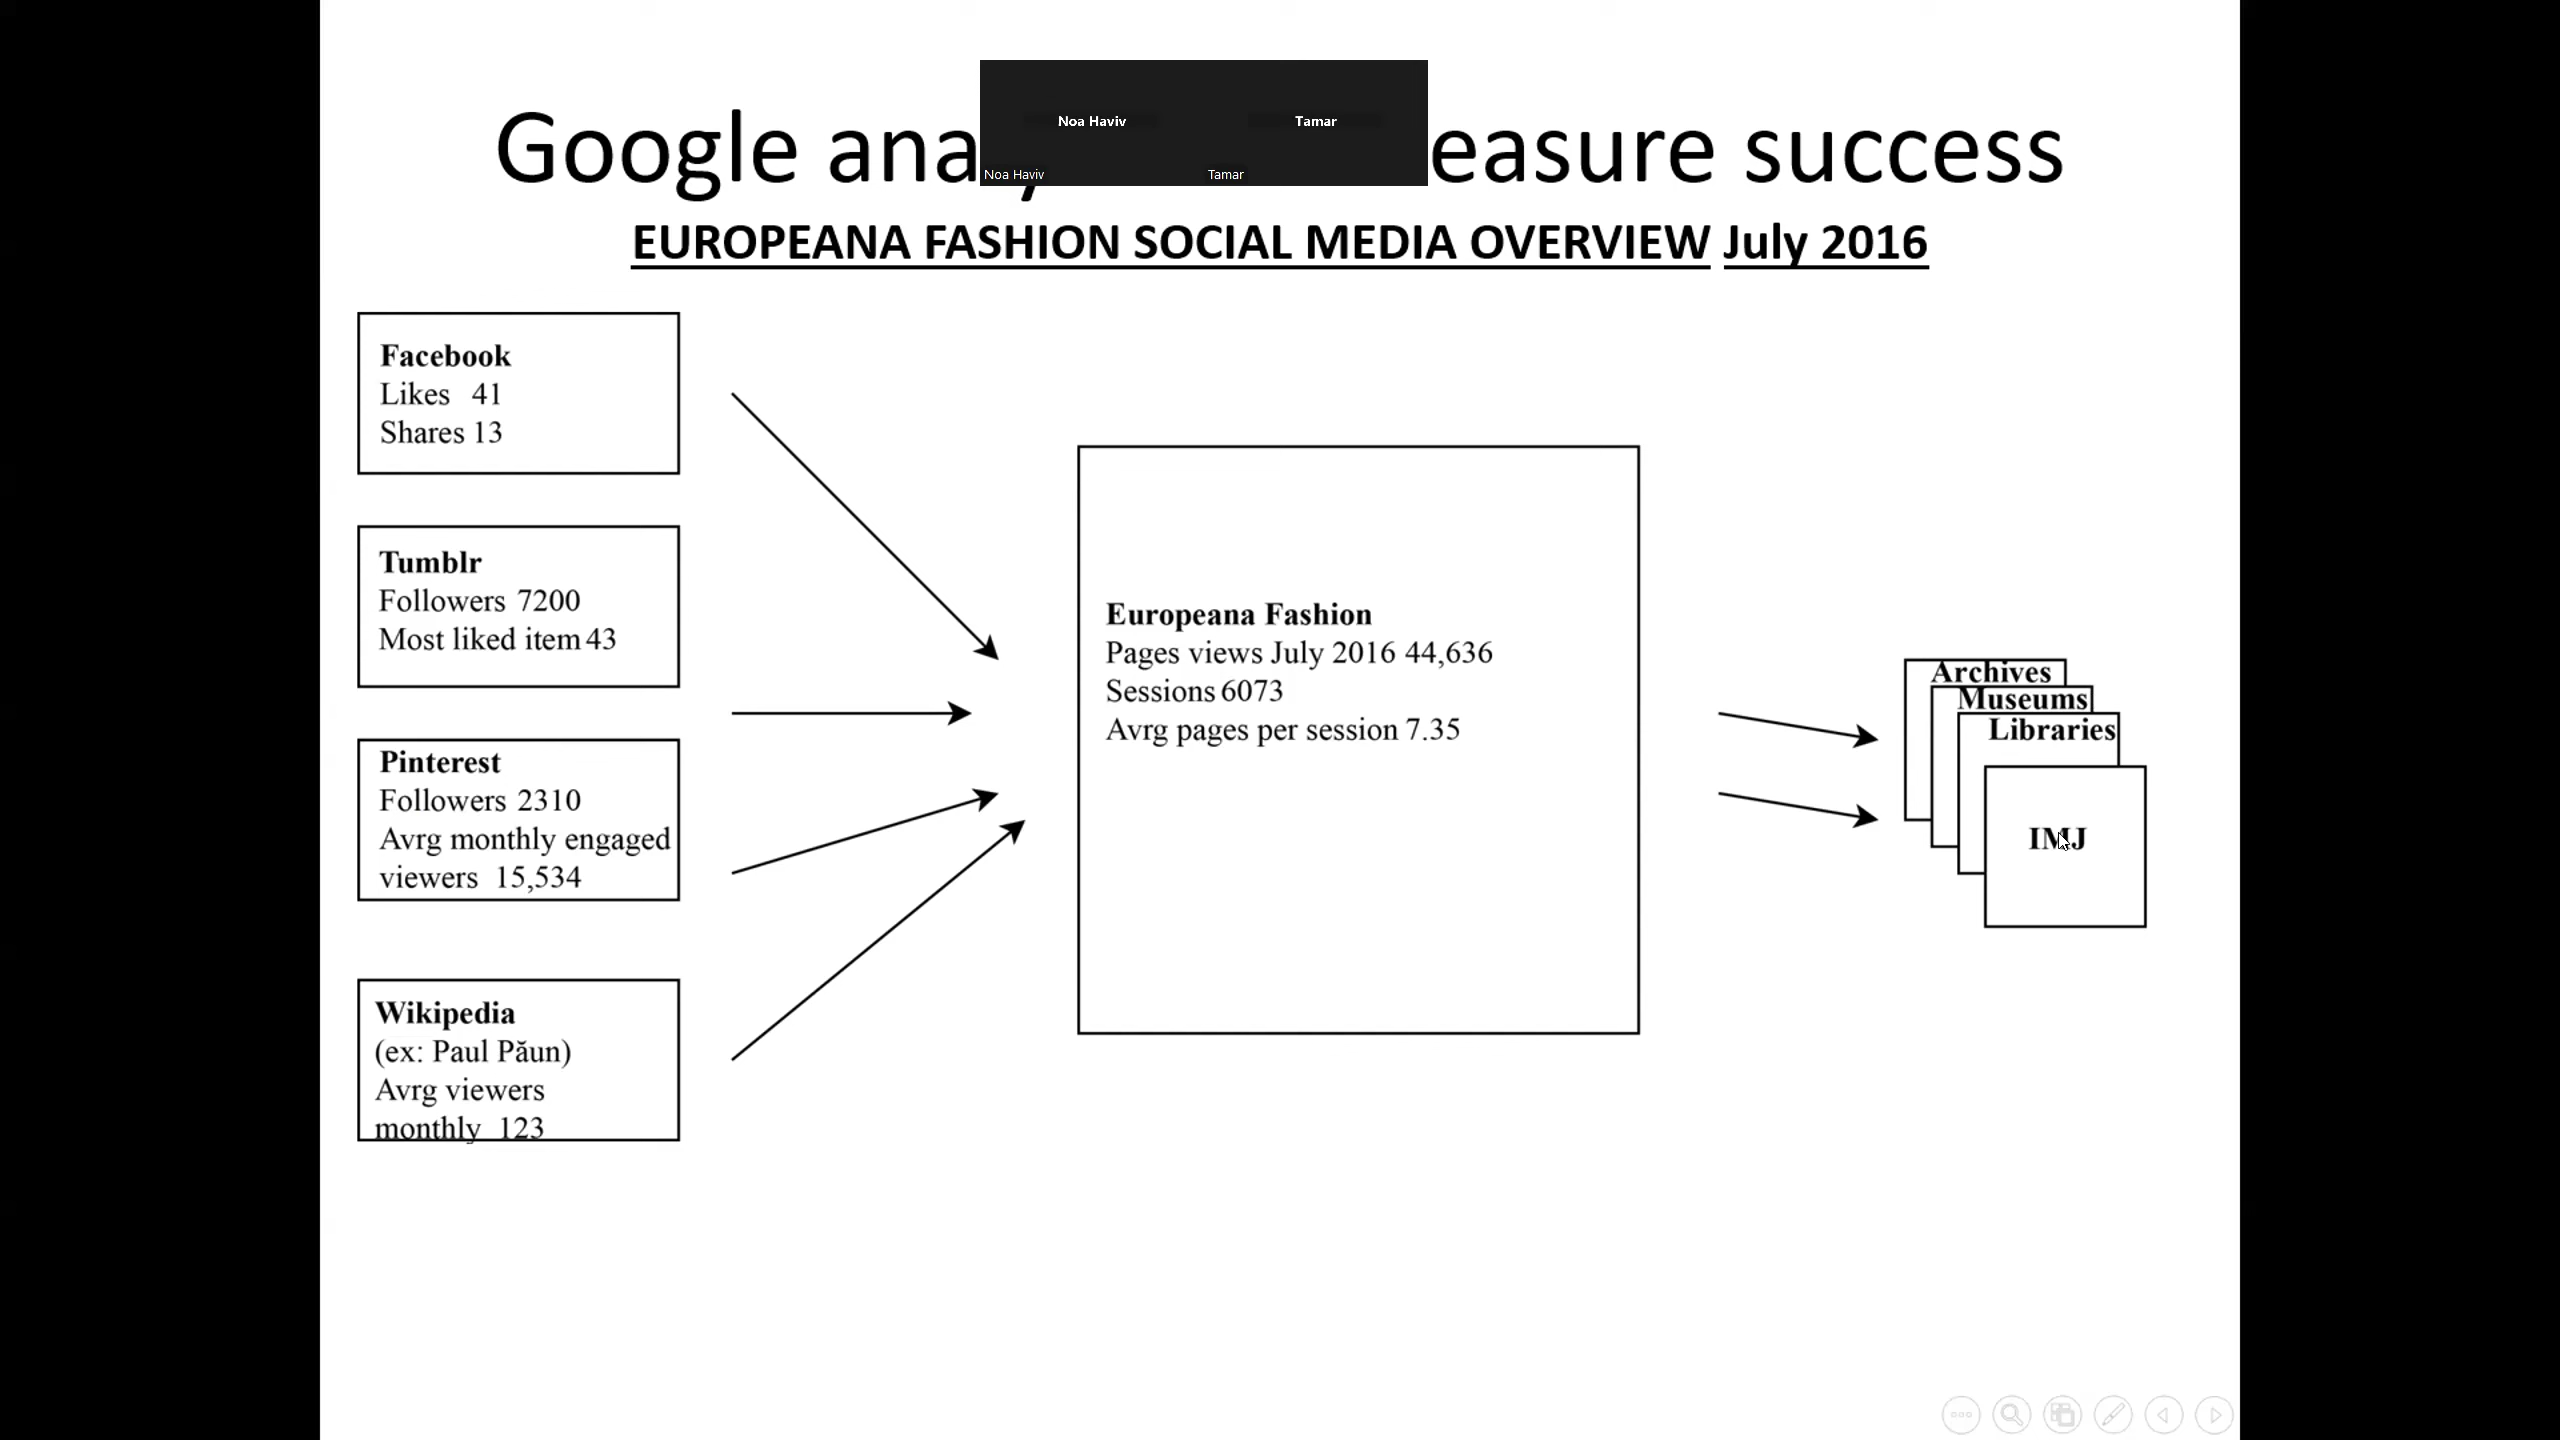 Google ana easure success
Noa Haviv
Tamar
Noa Haviv
Tamar
EUROPEANA FASHION SOCIAL MEDIA OVERVIEW July 2016
Facebook
Likes 41
Shares 13
Tumblr
Followers 7200
Most liked item 43
Pinterest
Followers 2310
Avrg monthly engaged
viewers 15,534
Wikipedia
(ex: Paul Păun)
Avrg viewers
monthly 123
Europeana Fashion
Pages views July 2016 44,636
Sessions 6073
Avrg pages per session 7.35
Archives
Museums
Libraries
IMJ